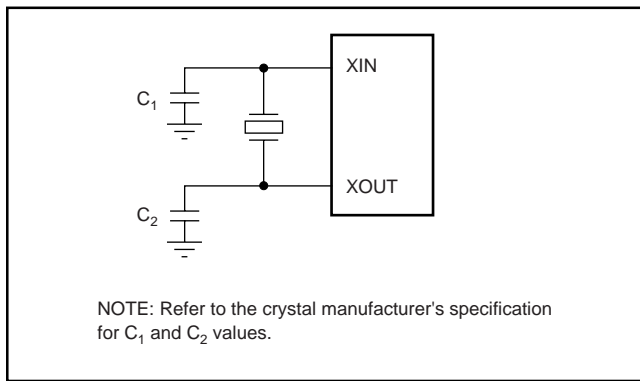 XIN
C₁
XOUT
C₂
NOTE: Refer to the crystal manufacturer's specification
for C₁ and C₂ values.